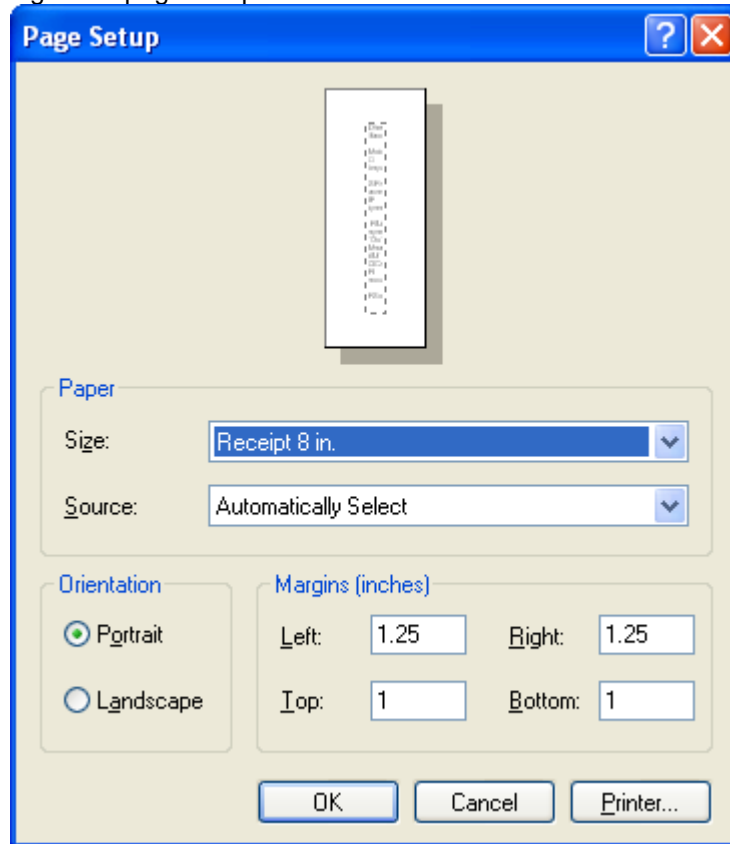 Page Setup
Paper
Size: Receipt 8 in.
Source: Automatically Select
Orientation
Portrait
Landscape
Margins (inches)
Left: 1.25 Right: 1.25
Top: 1 Bottom: 1
OK Cancel Printer...